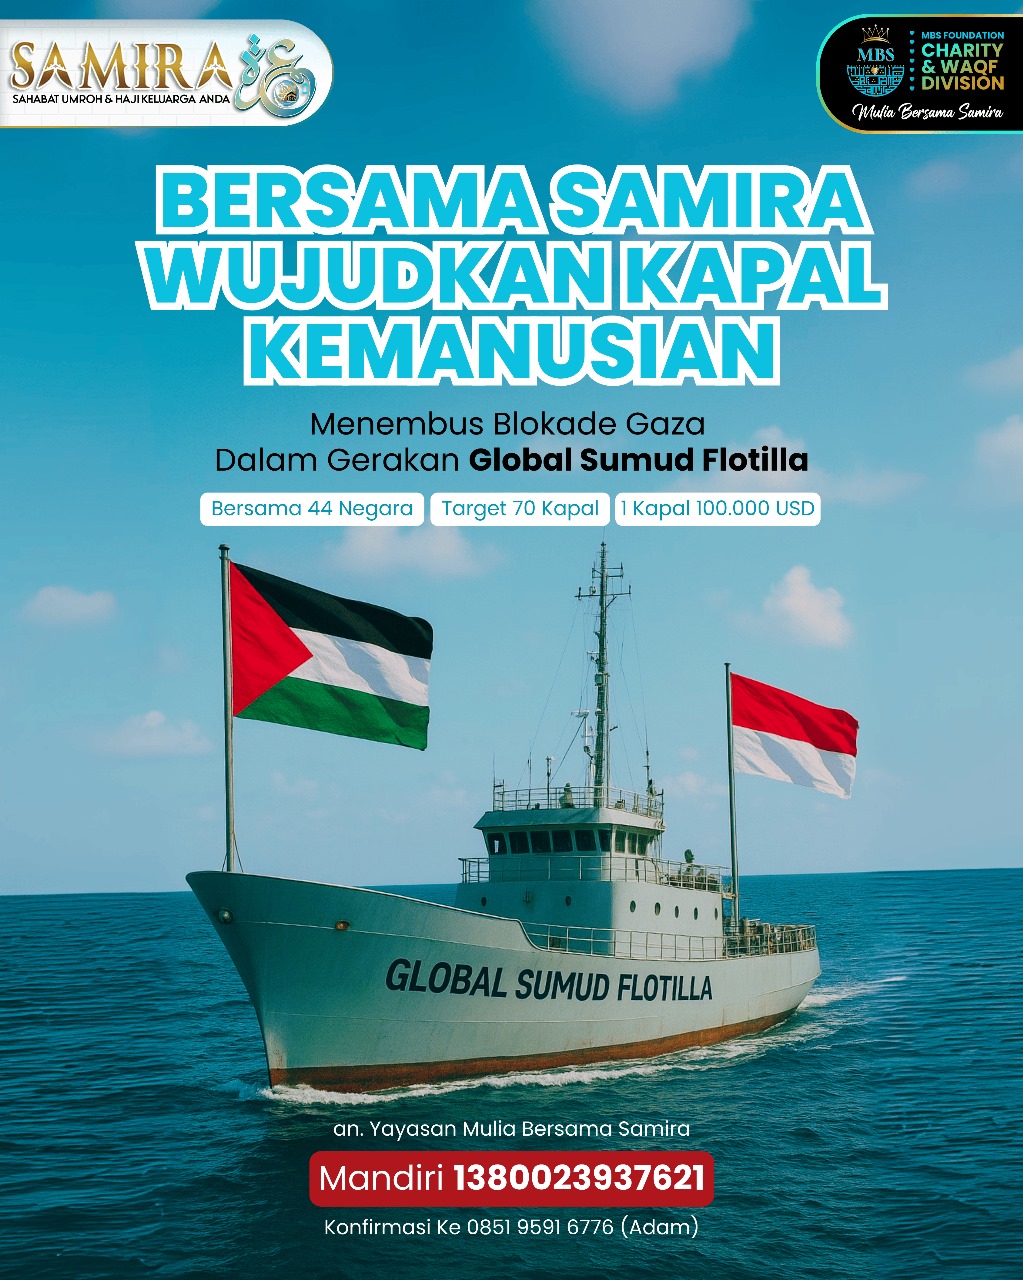 SAMIRA
SAHABAT UMROH & HAJI KELUARGA ANDA
MBS
MBS FOUNDATION
CHARITY
& WAQF
DIVISION
Mulia Bersama Samira
BERSAMA SAMIRA
WUJUDKAN KAPAL
KEMANUSIAN
Menembus Blokade Gaza
Dalam Gerakan Global Sumud Flotilla
Bersama 44 Negara
Target 70 Kapal
1 Kapal 100.000 USD
GLOBAL SUMUD FLOTILLA
an. Yayasan Mulia Bersama Samira
Mandiri 1380023937621
Konfirmasi Ke 0851 9591 6776 (Adam)